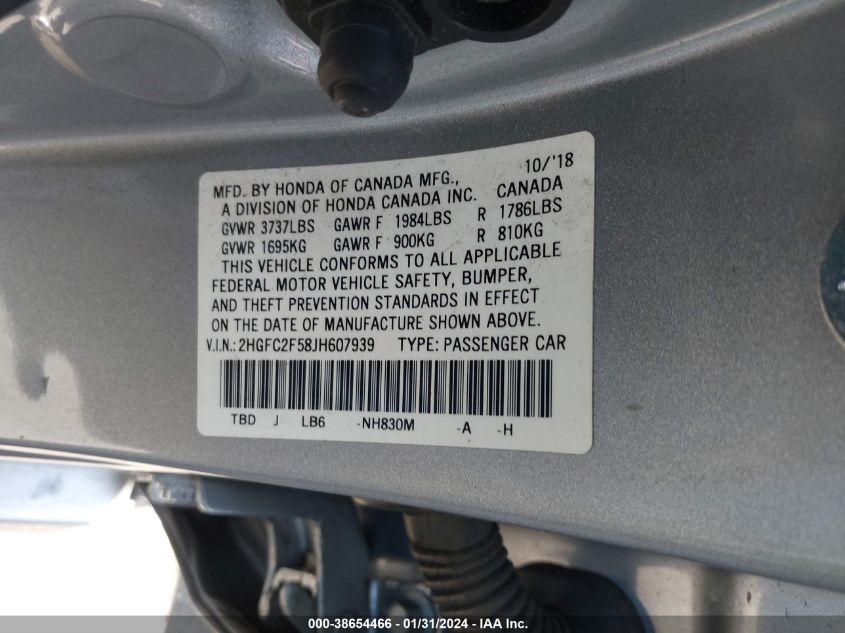 10/'18
MFD. BY HONDA OF CANADA MFG.,
A DIVISION OF HONDA CANADA INC. CANADA
GVWR 3737LBS GAWR F 1984LBS R 1786LBS
GVWR 1695KG GAWR F 900KG R 810KG
THIS VEHICLE CONFORMS TO ALL APPLICABLE
FEDERAL MOTOR VEHICLE SAFETY, BUMPER,
AND THEFT PREVENTION STANDARDS IN EFFECT
ON THE DATE OF MANUFACTURE SHOWN ABOVE.
V.I.N.: 2HGFC2F58JH607939 TYPE: PASSENGER CAR
TBD J LB6 -NH830M -A -H
000-38654466 - 01/31/2024 - IAA Inc.